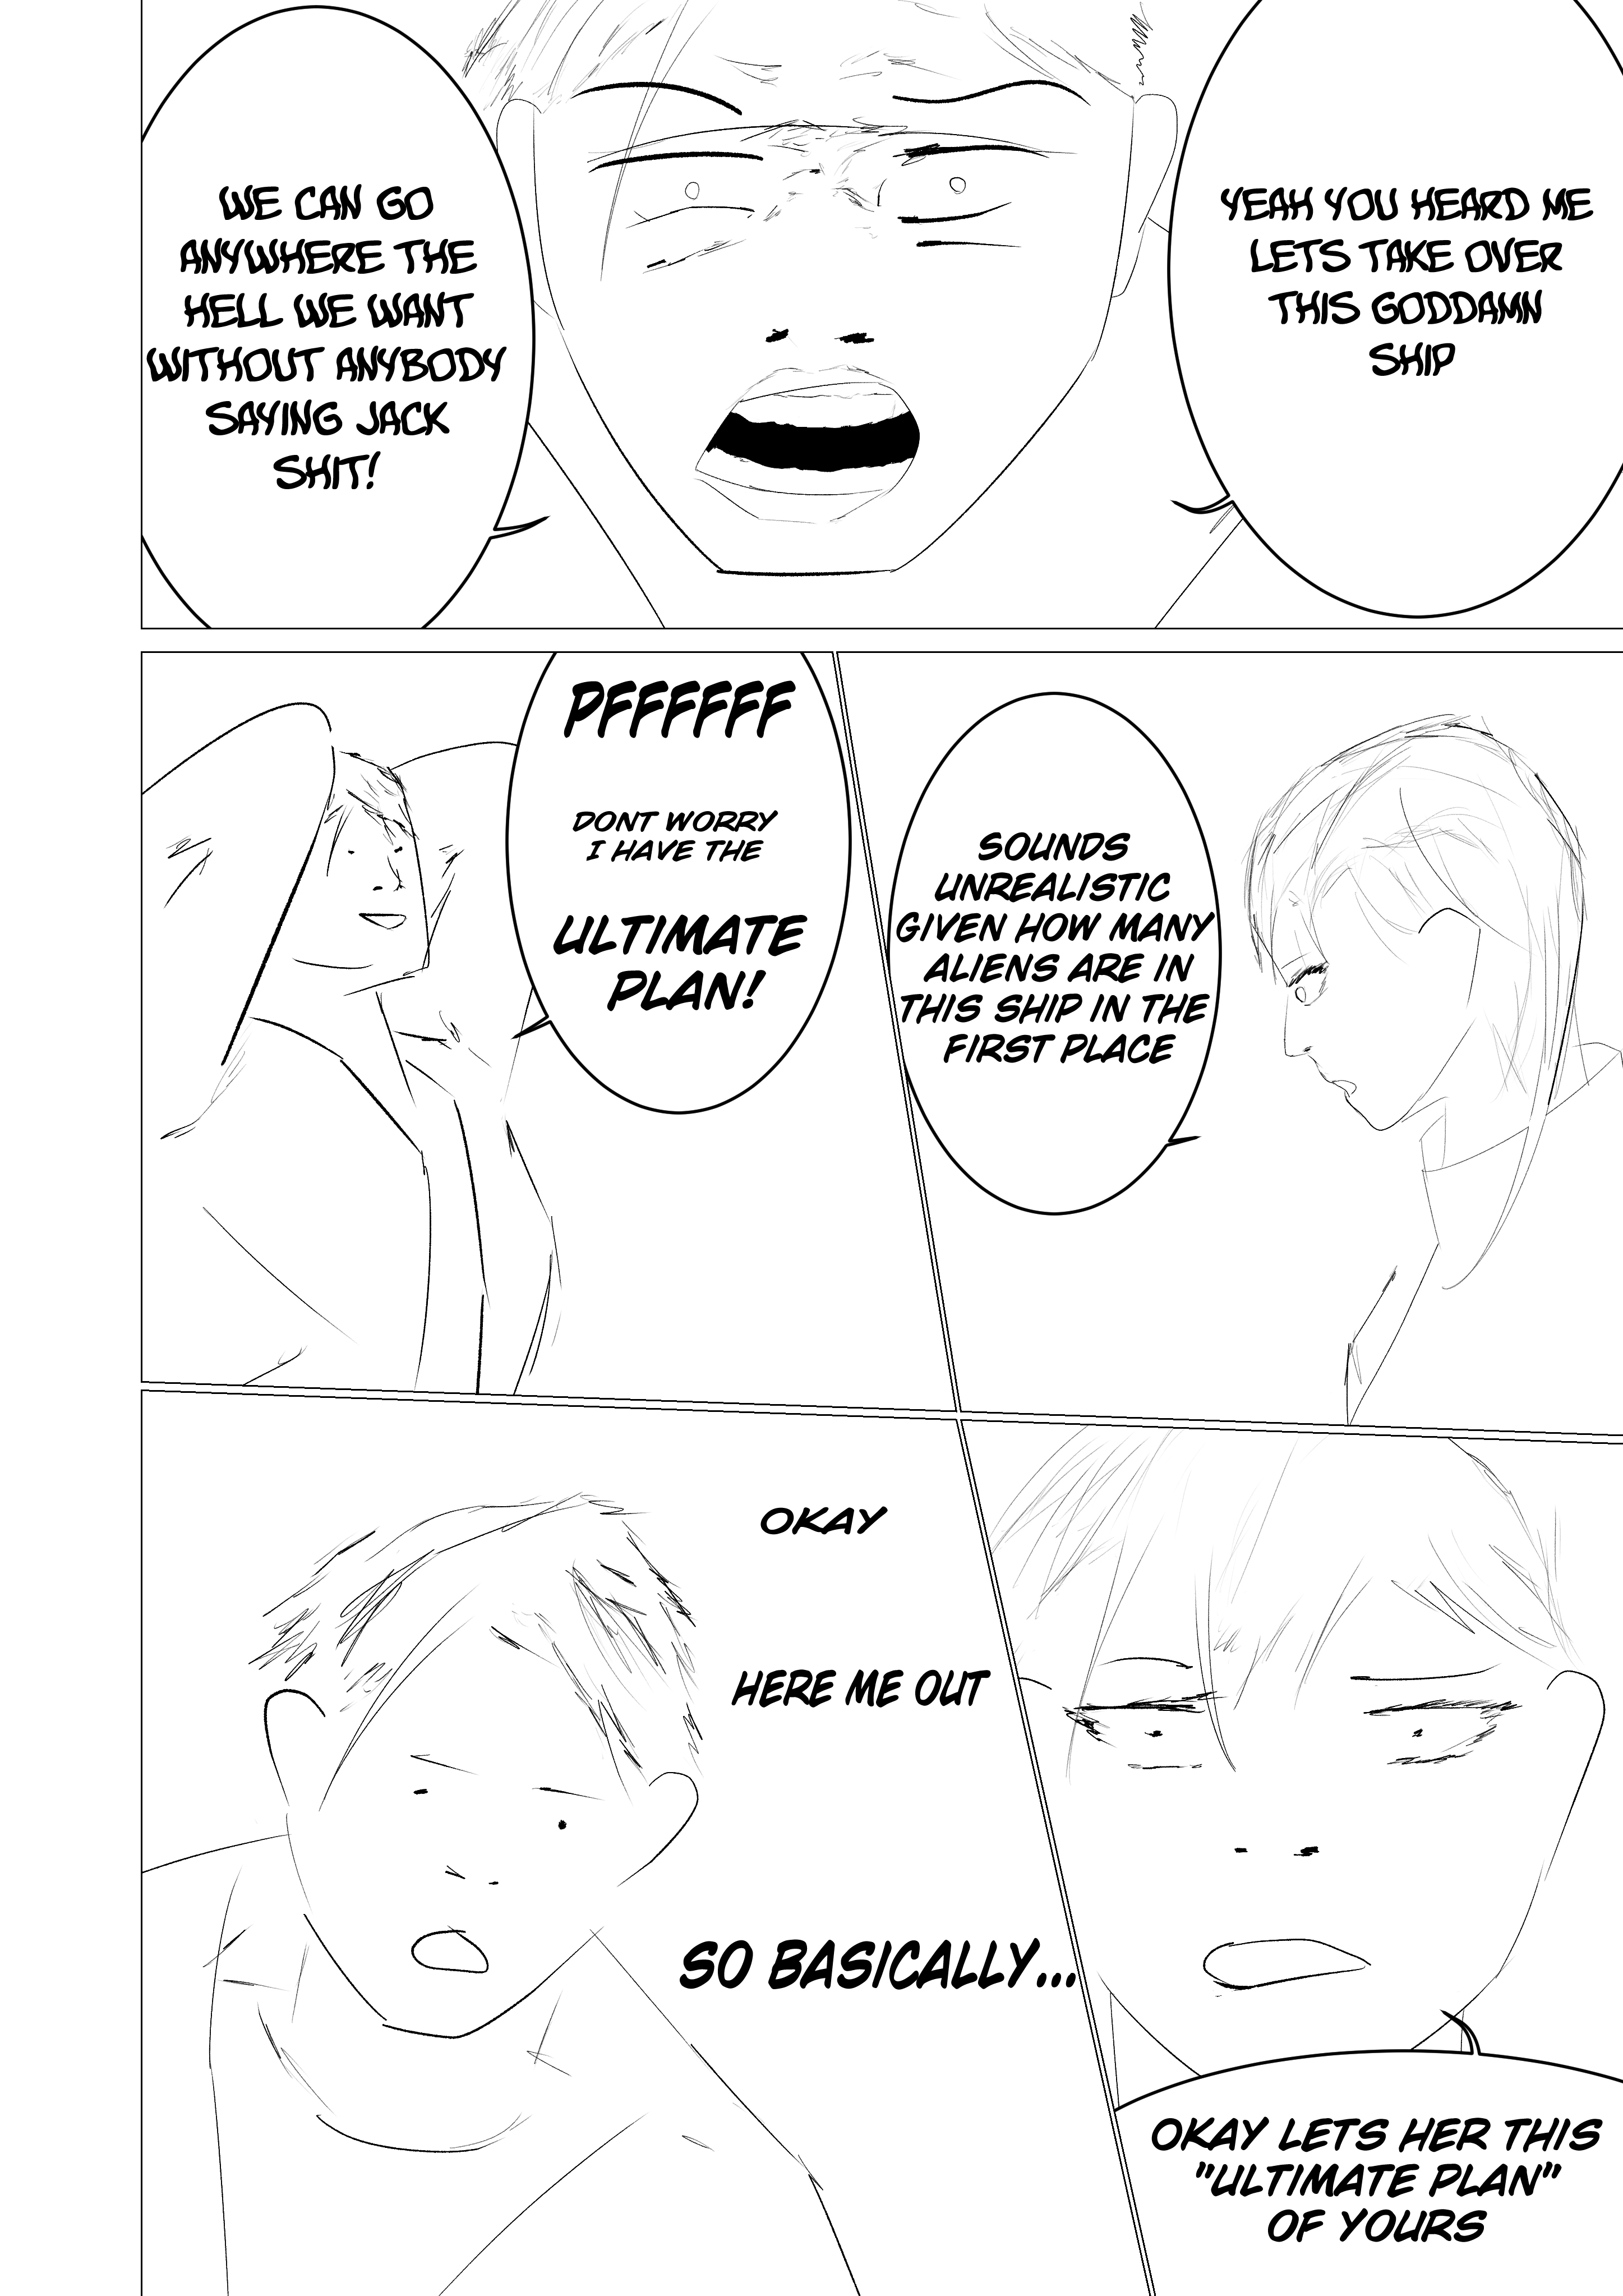 YEAH YOU HEARD ME
LETS TAKE OVER
THIS GODDAMN
SHIP
WE CAN GO
ANYWHERE THE
HELL WE WANT
WITHOUT ANYBODY
SAYING JACK
SHIT!
SOUNDS
UNREALISTIC
GIVEN HOW MANY
ALIENS ARE IN
THIS SHIP IN THE
FIRST PLACE
PFFFFFF
DONT WORRY
I HAVE THE
ULTIMATE
PLAN!
OKAY LETS HER THIS
"ULTIMATE PLAN"
OF YOURS
OKAY
HERE ME OUT
SO BASICALLY...